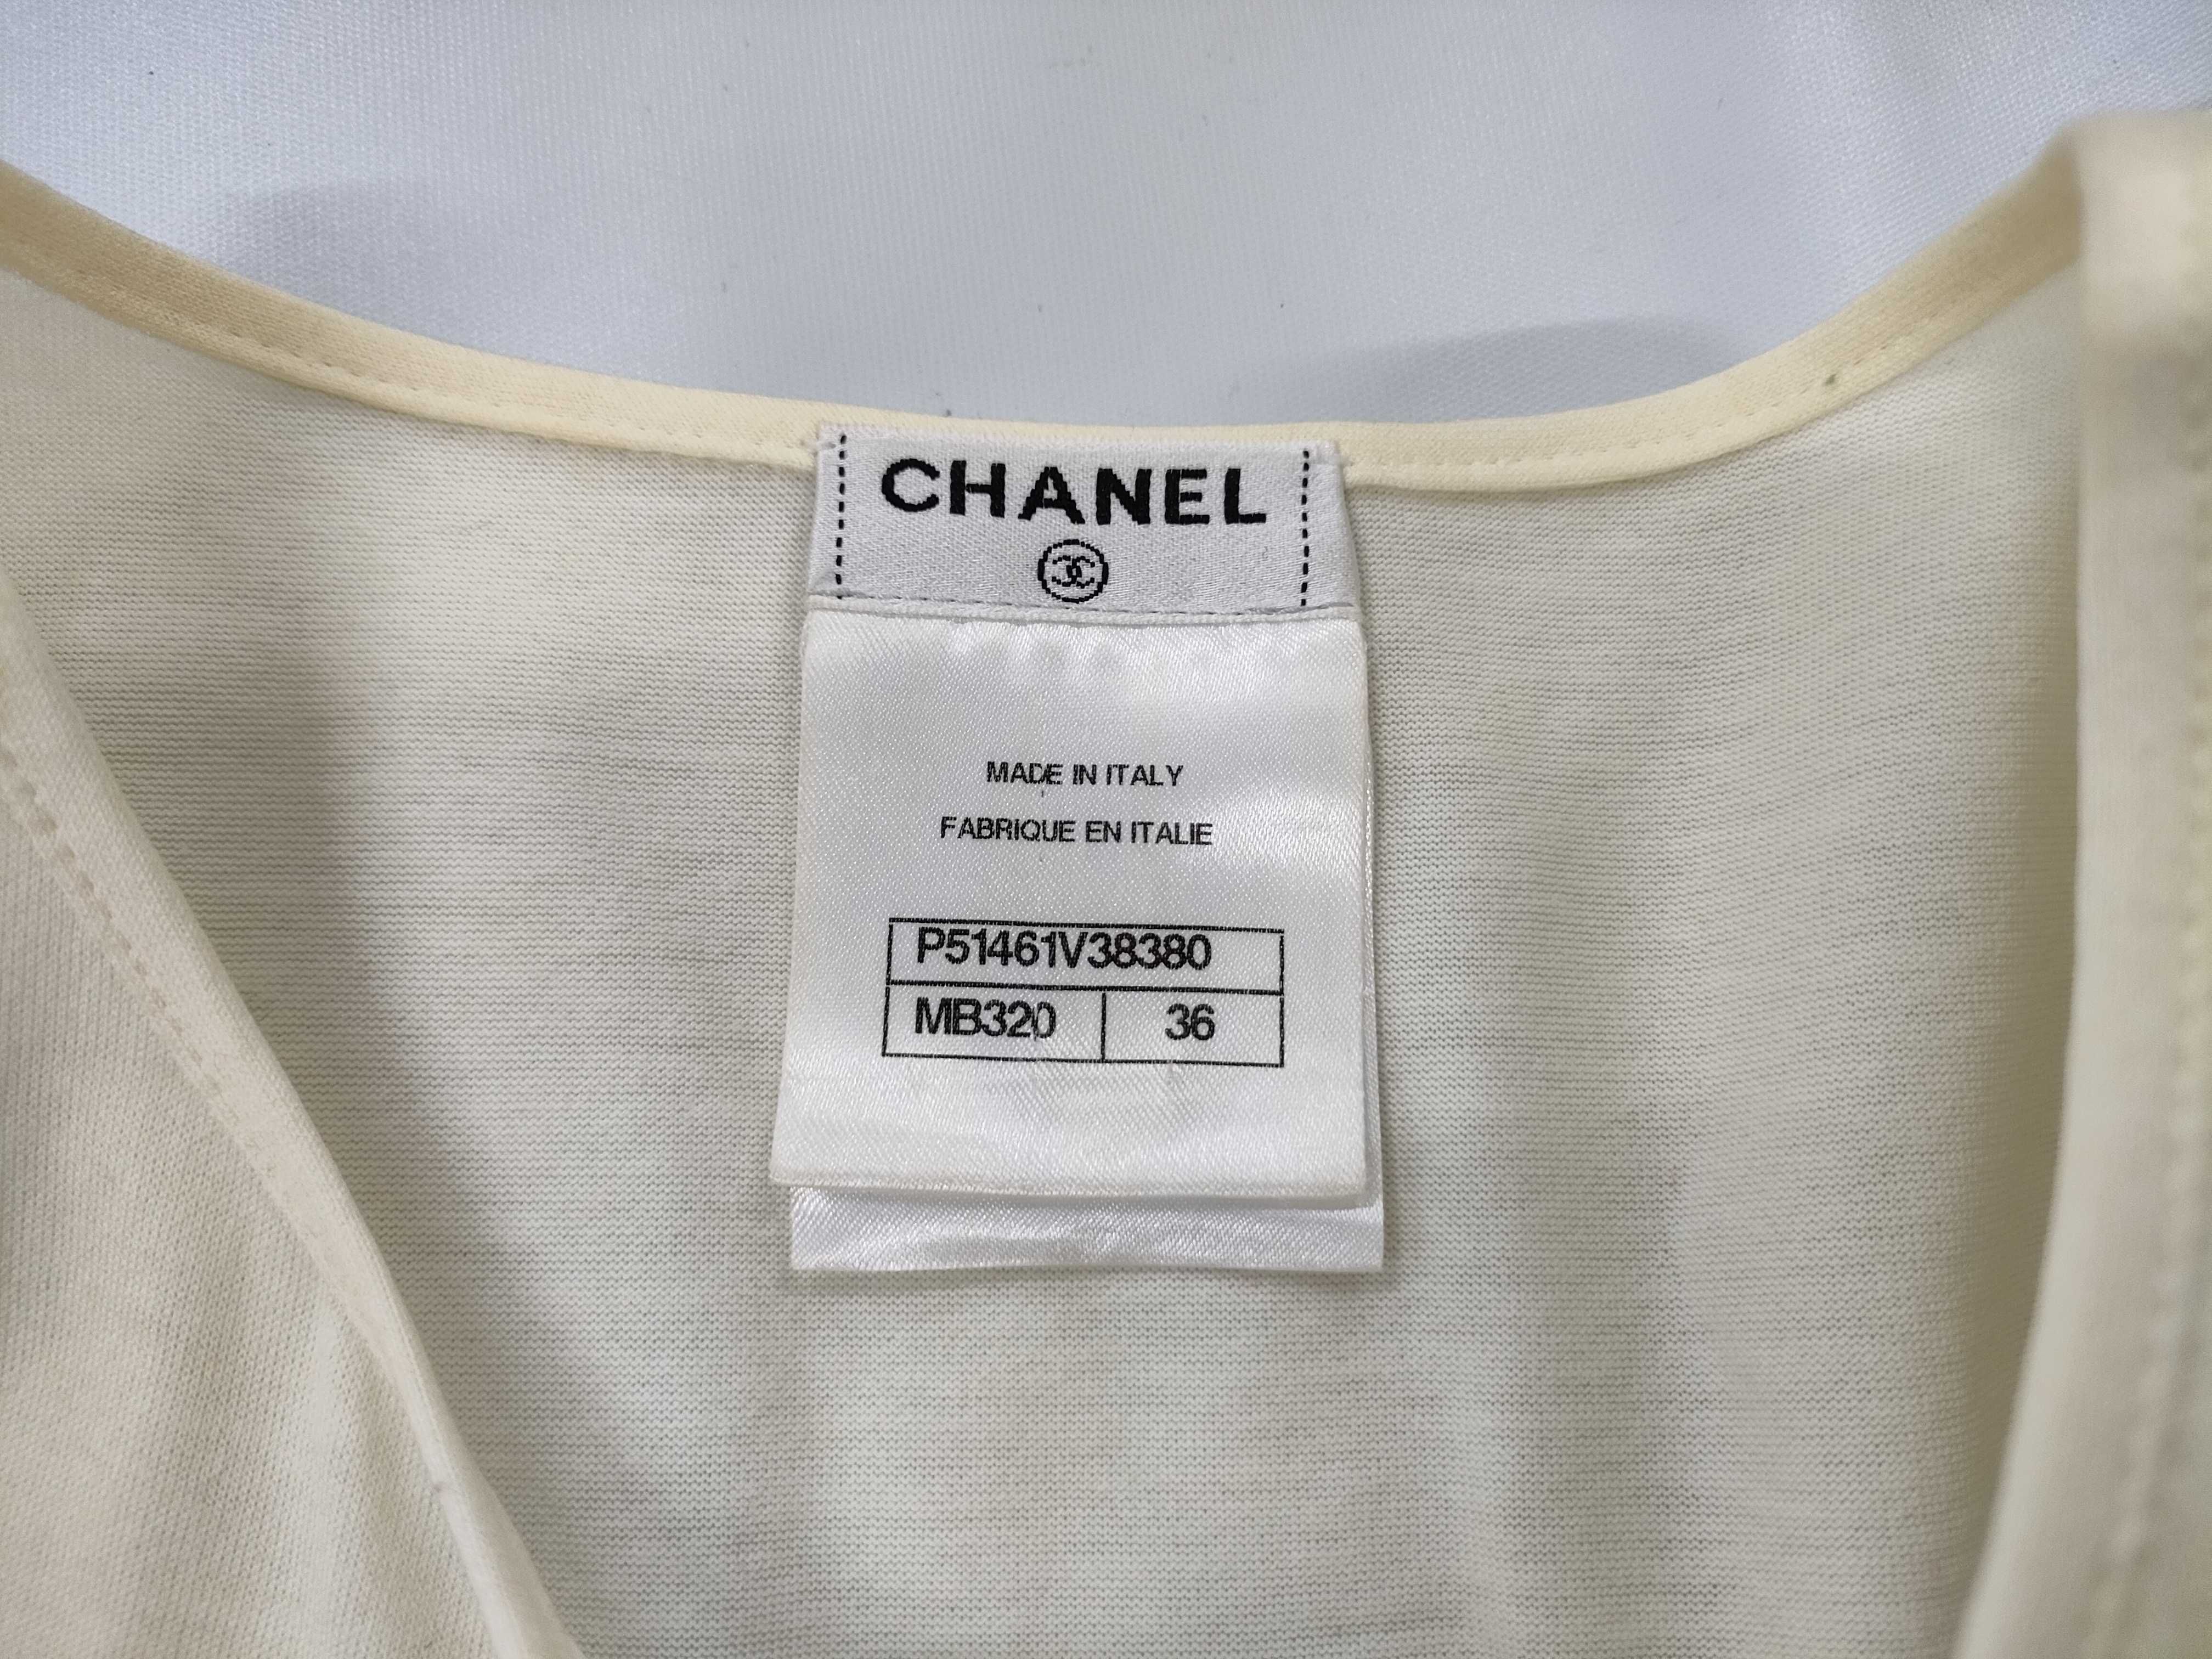 CHANEL
MADE IN ITALY
FABRIQUE EN ITALIE
P51461V38380
MB320 36